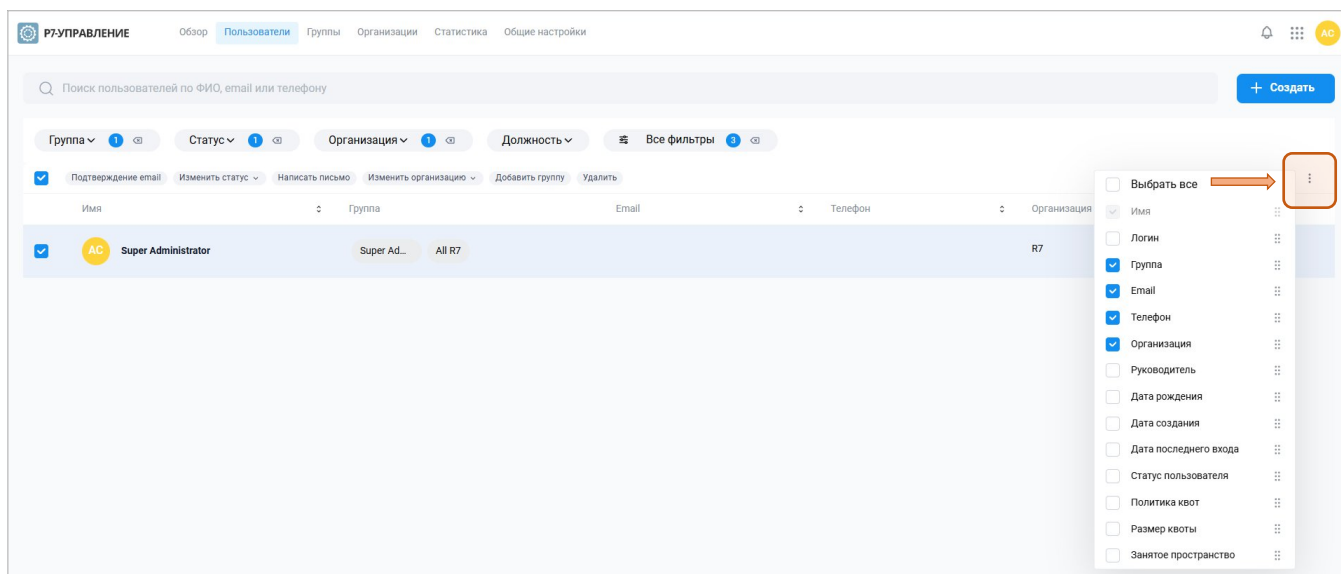 Р7-УПРАВЛЕНИЕ Обзор Пользователи Группы Организации Статистика Общие настройки АС
Поиск пользователей по ФИО, email или телефону + Создать
Группа 1 Статус 1 Организация 1 Должность Все фильтры 3
Подтверждение email Изменить статус Написать письмо Изменить организацию Добавить группу Удалить
Имя Группа Email Телефон Организация
АС Super Administrator Super Ad... All R7 R7
Выбрать все
Имя
Логин
Группа
Email
Телефон
Организация
Руководитель
Дата рождения
Дата создания
Дата последнего входа
Статус пользователя
Политика квот
Размер квоты
Занятое пространство